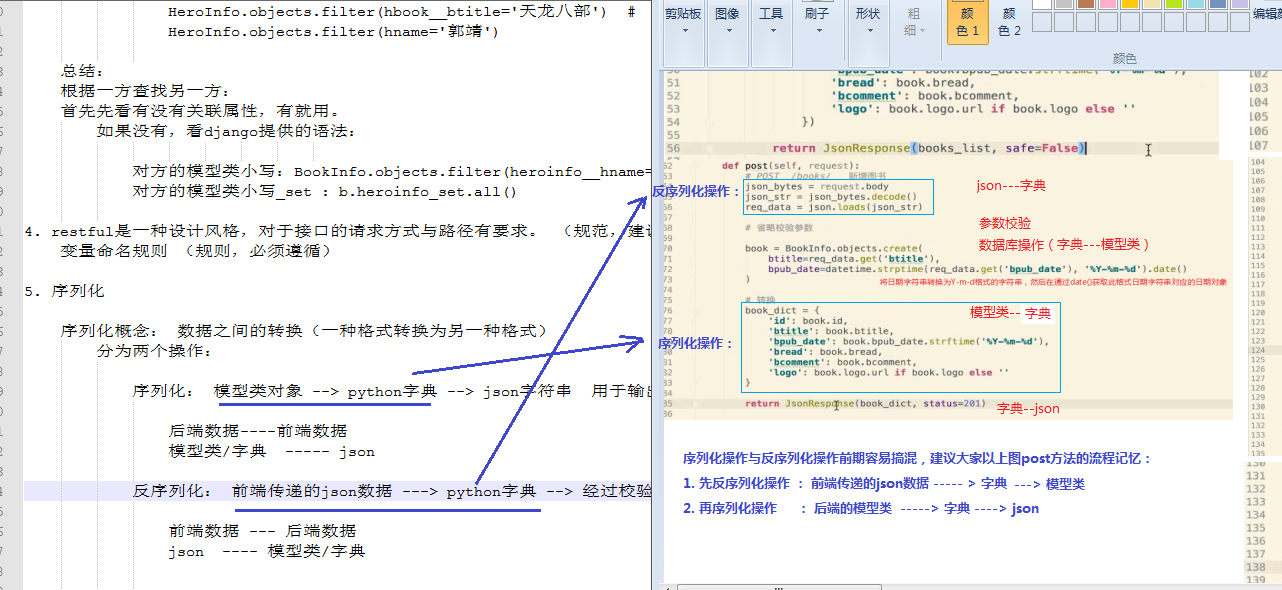 HeroInfo.objects.filter(hbook__btitle='天龙八部') #
HeroInfo.objects.filter(hname='郭靖')
总结:
根据一方查找另一方:
首先先看有没有关联属性，有就用。
如果没有，看django提供的语法:
对方的模型类小写: BookInfo.objects.filter(heroinfo__hname=
对方的模型类小写_set : b.heroinfo_set.all()
4. restful是一种设计风格，对于接口的请求方式与路径有要求。 （规范，建议
变量命名规则 （规则，必须遵循）
5. 序列化
序列化概念: 数据之间的转换（一种格式转换为另一种格式）
分为两个操作:
序列化: 模型类对象 --> python字典 --> json字符串 用于输出
后端数据----前端数据
模型类/字典 ----- json
反序列化: 前端传递的json数据 ---> python字典 --> 经过校验
前端数据 --- 后端数据
json ---- 模型类/字典
剪贴板 图像 工具 刷子 形状 粗细 颜色 1 颜色 2 编辑颜
颜色
51 'bread': book.bread,
52 'bcomment': book.bcomment,
53 'logo': book.logo.url if book.logo else ''
54 })
55
56 return JsonResponse(books_list, safe=False)
def post(self, request):
# POST /books/ 新增图书
反序列化操作：
json_bytes = request.body
json_str = json_bytes.decode()
req_data = json.loads(json_str)
json---字典
参数校验
# 省略校验参数
数据库操作（字典---模型类）
book = BookInfo.objects.create(
btitle=req_data.get('btitle'),
bpub_date=datetime.strptime(req_data.get('bpub_date'), '%Y-%m-%d').date()
)
将日期字符串转换为Y-m-d格式的字符串，然后在通过date()获取此格式日期字符串对应的日期对象
# 转换
book_dict = {
模型类-- 字典
'id': book.id,
'btitle': book.btitle,
序列化操作：
'bpub_date': book.bpub_date.strftime('%Y-%m-%d'),
'bread': book.bread,
'bcomment': book.bcomment,
'logo': book.logo.url if book.logo else ''
}
return JsonResponse(book_dict, status=201)
字典--json
序列化操作与反序列化操作前期容易搞混，建议大家以上图post方法的流程记忆：
1. 先反序列化操作 ： 前端传递的json数据 ----- > 字典 ---> 模型类
2. 再序列化操作 ： 后端的模型类 -----> 字典 ----> json